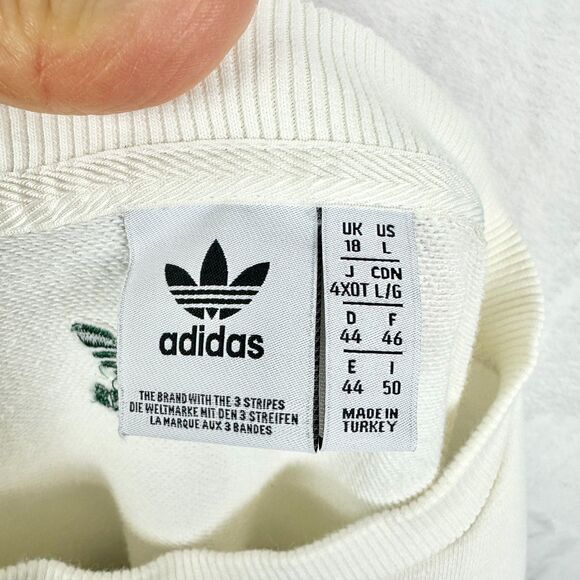 adidas
THE BRAND WITH THE 3 STRIPES
DIE WELTMARKE MIT DEN 3 STREIFEN
LA MARQUE AUX 3 BANDES
UK US
18 L
J CDN
4XOT L/G
D F
44 46
E I
44 50
MADE IN
TURKEY